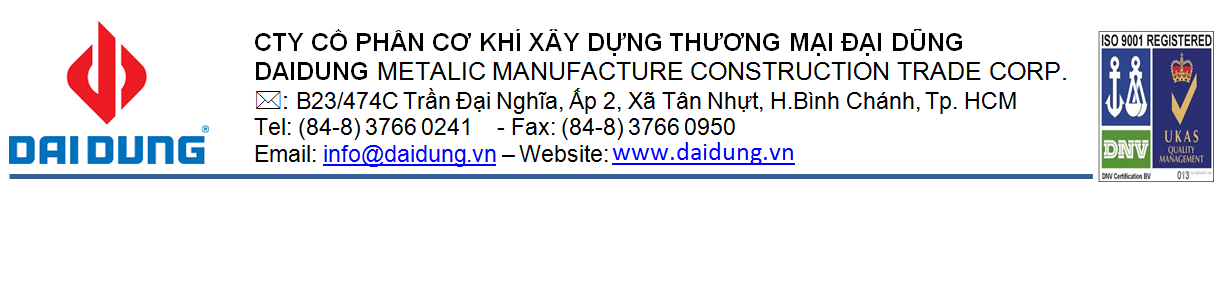 DAI DUNG®
CTY CỔ PHẦN CƠ KHÍ XÂY DỰNG THƯƠNG MẠI ĐẠI DŨNG
DAIDUNG METALIC MANUFACTURE CONSTRUCTION TRADE CORP.
✉: B23/474C Trần Đại Nghĩa, Ấp 2, Xã Tân Nhựt, H.Bình Chánh, Tp. HCM
Tel: (84-8) 3766 0241 - Fax: (84-8) 3766 0950
Email: info@daidung.vn – Website: www.daidung.vn
ISO 9001 REGISTERED
DNV
UKAS
QUALITY
MANAGEMENT
DNV Certification BV
013